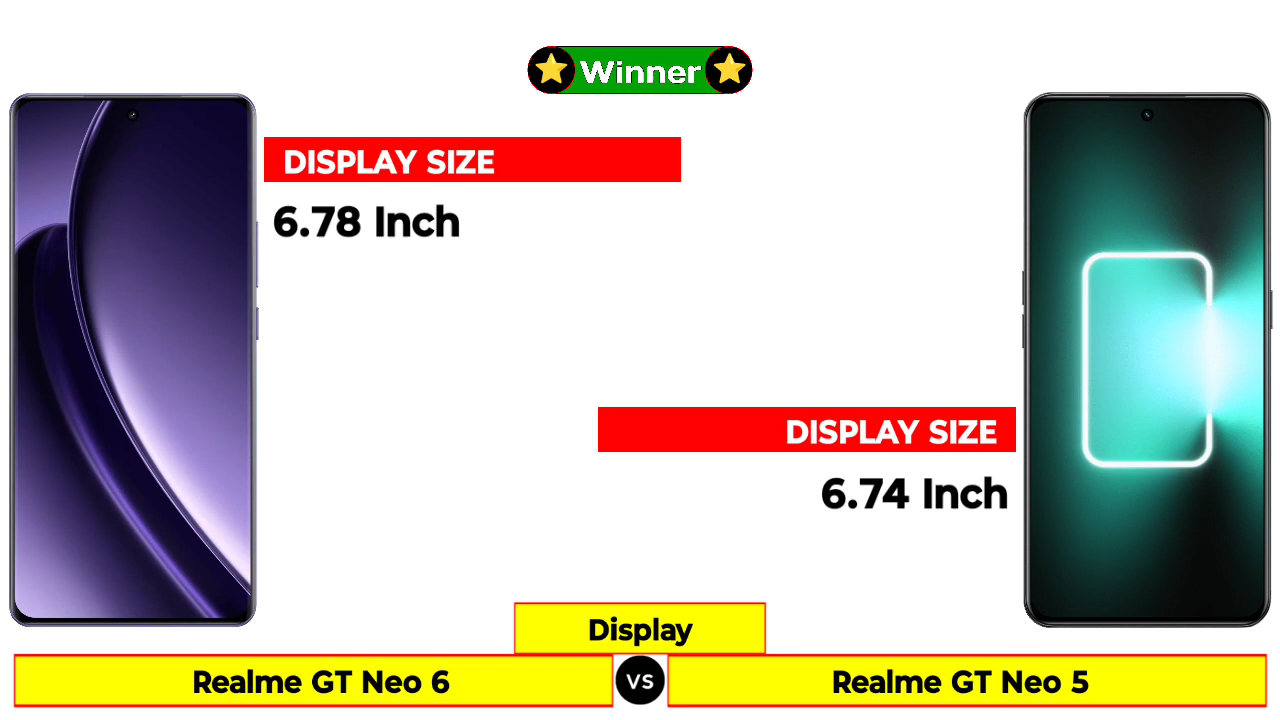 Winner
DISPLAY SIZE
6.78 Inch
DISPLAY SIZE
6.74 Inch
Display
Realme GT Neo 6
VS
Realme GT Neo 5